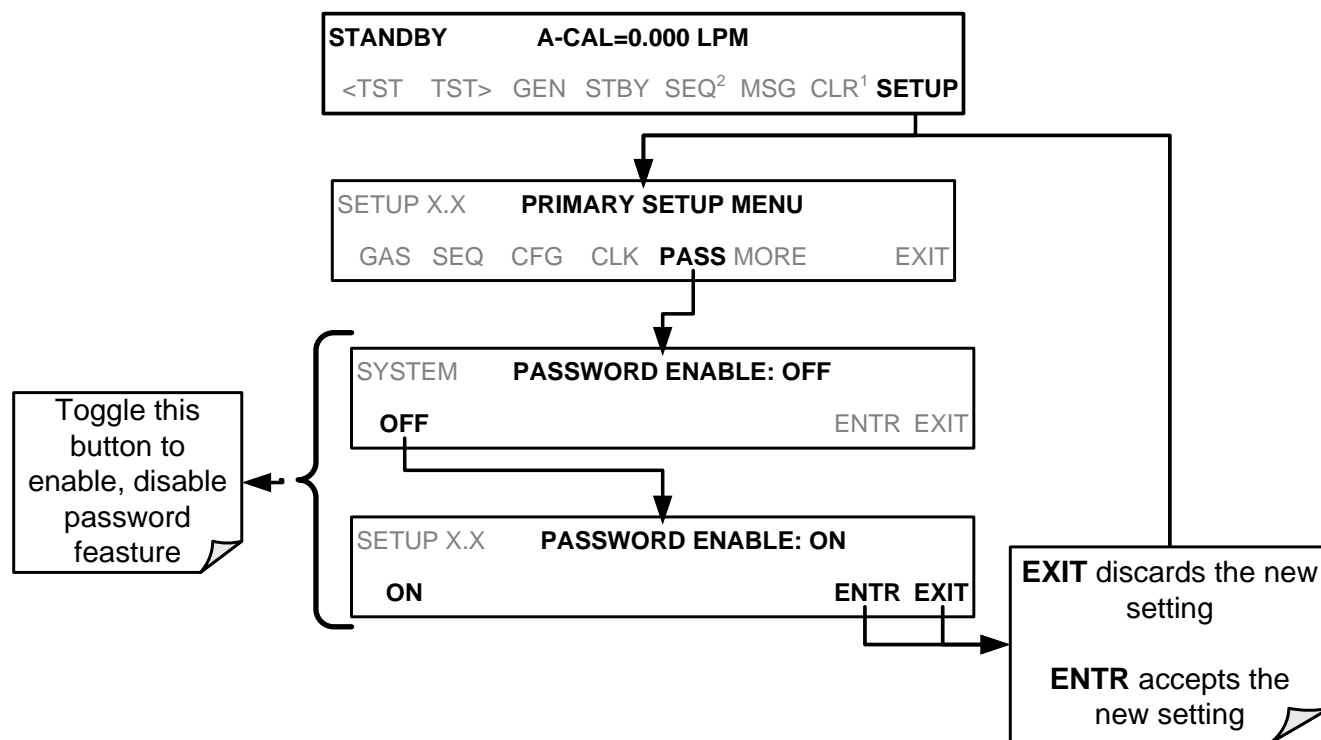 STANDBY A-CAL=0.000 LPM
<TST TST> GEN STBY SEQ² MSG CLR¹ SETUP
SETUP X.X PRIMARY SETUP MENU
GAS SEQ CFG CLK PASS MORE EXIT
SYSTEM PASSWORD ENABLE: OFF
OFF ENTR EXIT
Toggle this
button to
enable, disable
password
feasture
SETUP X.X PASSWORD ENABLE: ON
ON ENTR EXIT
EXIT discards the new
setting
ENTR accepts the
new setting